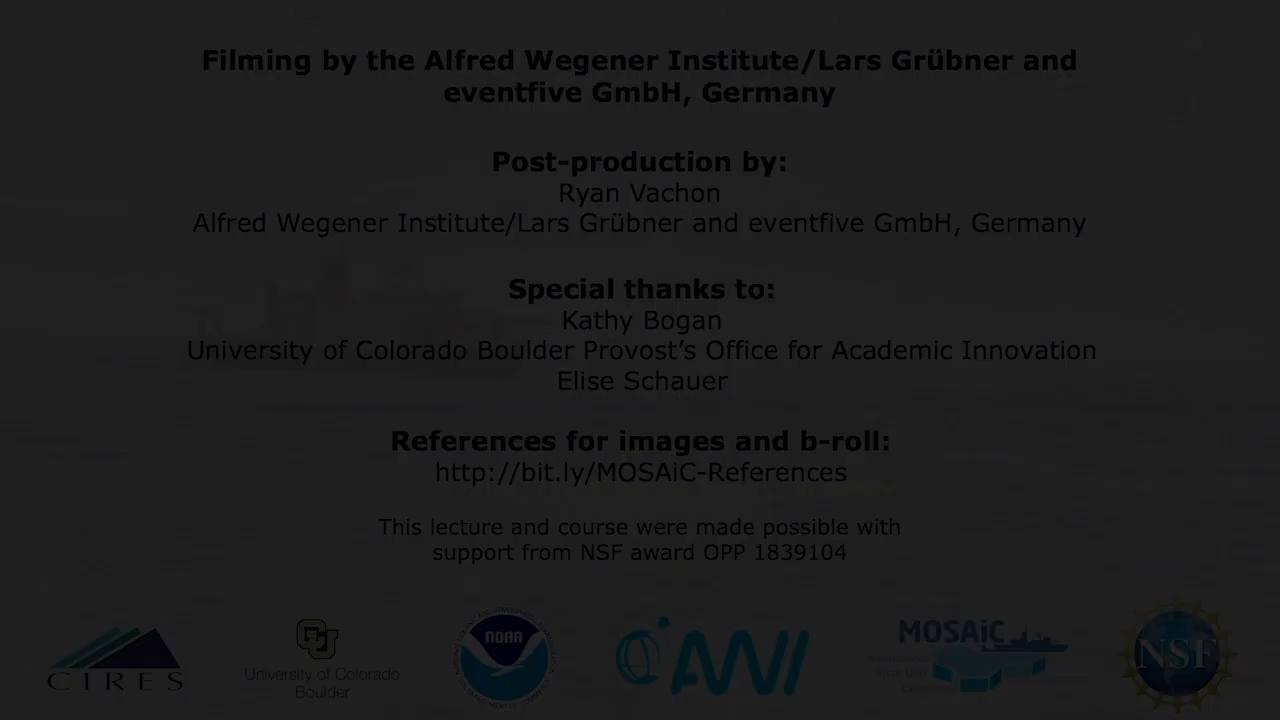 Filming by the Alfred Wegener Institute/Lars Grübner and
eventfive GmbH, Germany
Post-production by:
Ryan Vachon
Alfred Wegener Institute/Lars Grübner and eventfive GmbH, Germany
Special thanks to:
Kathy Bogan
University of Colorado Boulder Provost’s Office for Academic Innovation
Elise Schauer
References for images and b-roll:
http://bit.ly/MOSAiC-References
This lecture and course were made possible with
support from NSF award OPP 1839104
CIRES
CU
University of Colorado
Boulder
NOAA
AWI
MOSAiC
NSF